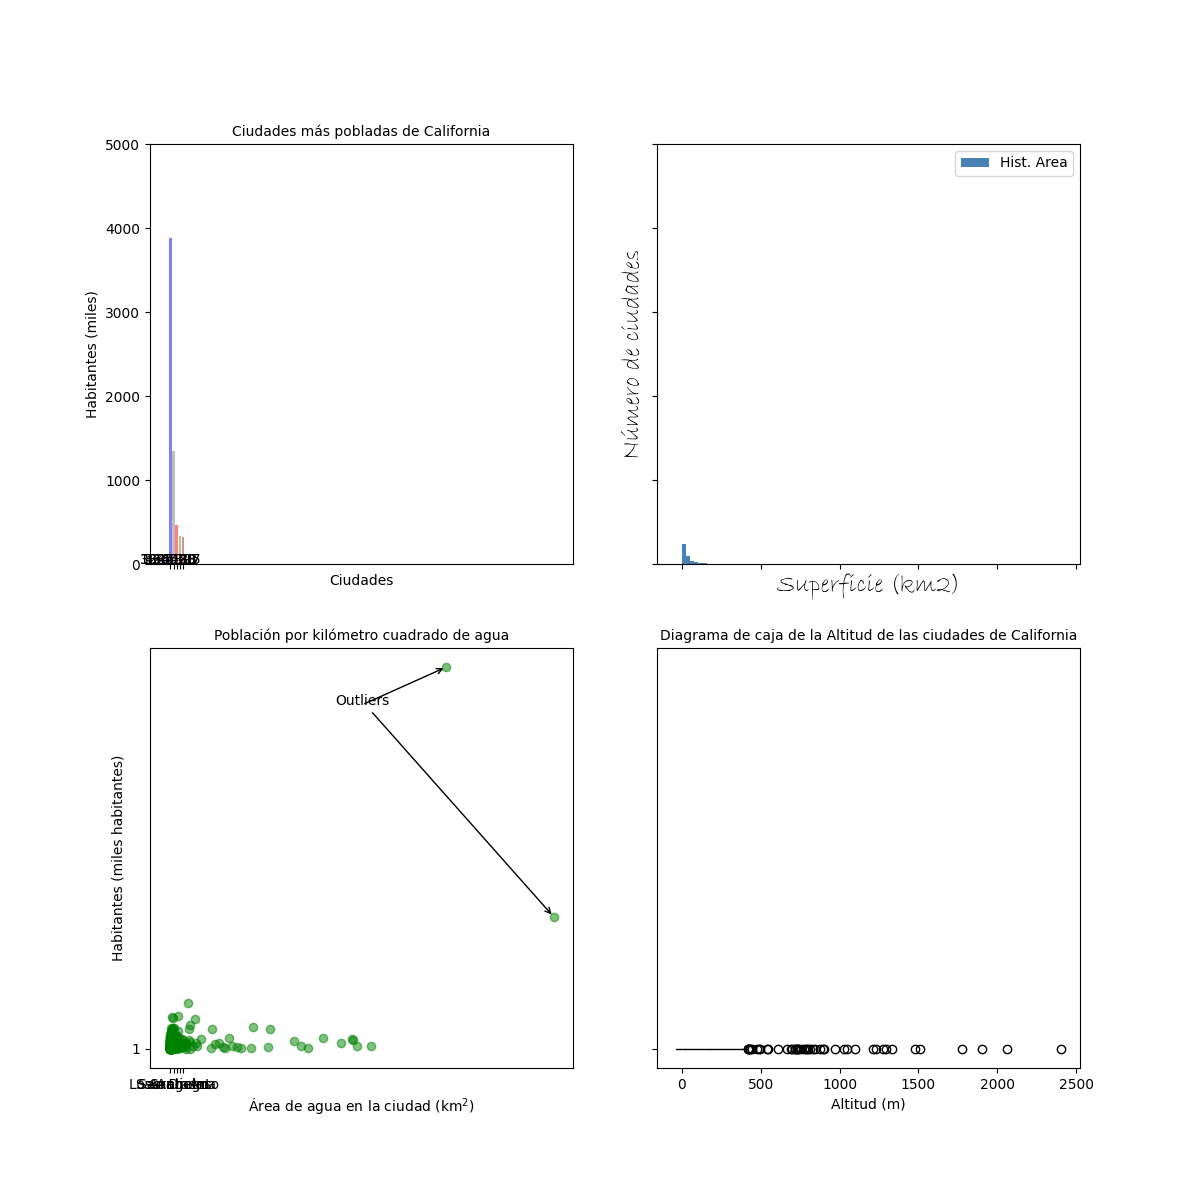 Ciudades más pobladas de California
5000
4000
3000
2000
1000
0
Habitantes (miles)
Ciudades
Hist. Area
Número de ciudades
Superficie (km2)
Población por kilómetro cuadrado de agua
Outliers
Habitantes (miles habitantes)
1
Área de agua en la ciudad (km²)
Diagrama de caja de la Altitud de las ciudades de California
0 500 1000 1500 2000 2500
Altitud (m)